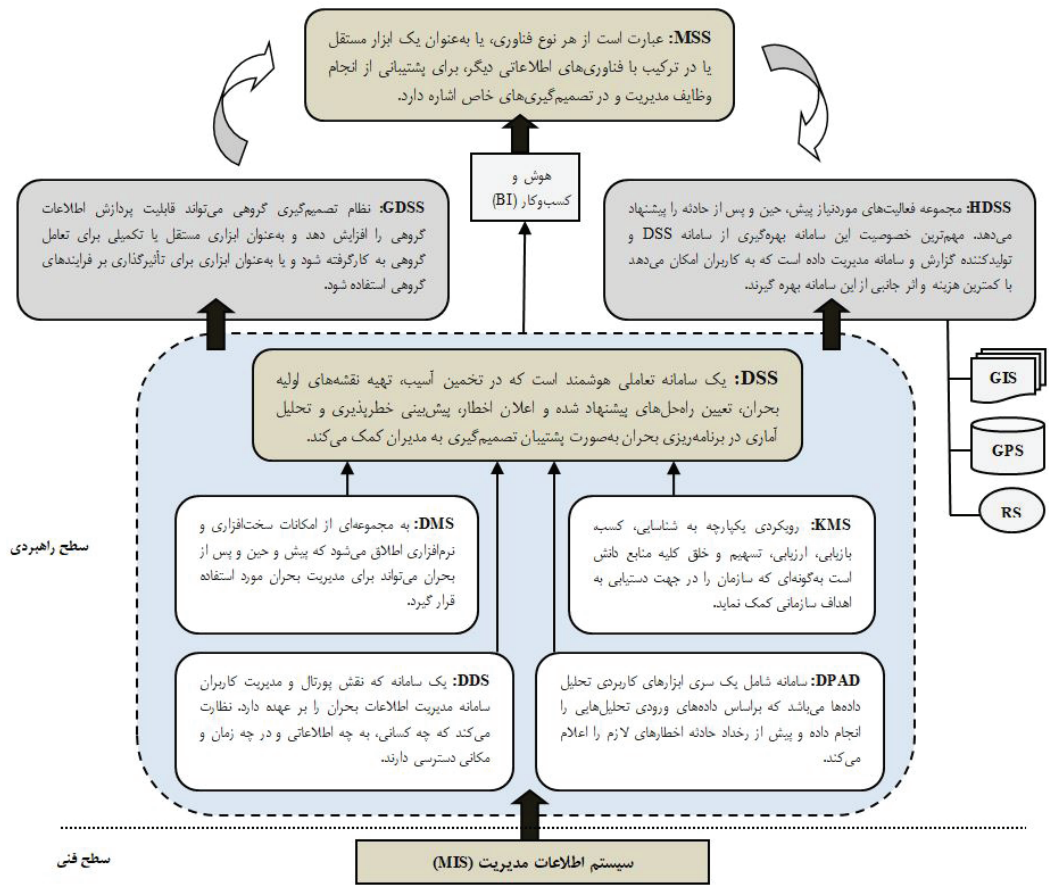 MSS: عبارت است از هر نوع فناوری، یا به‌عنوان یک ابزار مستقل
یا در ترکیب با فناوری‌های اطلاعاتی دیگر، برای پشتیبانی از انجام
وظایف مدیریت و در تصمیم‌گیری‌های خاص اشاره دارد.
هوش و
کسب‌وکار (BI)
HDSS: مجموعه فعالیت‌های موردنیاز پیش، حین و پس از حادثه را پیشنهاد
می‌دهد. مهم‌ترین خصوصیت این سامانه بهره‌گیری از سامانه DSS و
تولیدکننده گزارش و سامانه مدیریت داده است که به کاربران امکان می‌دهد
با کمترین هزینه و اثر جانبی از این سامانه بهره گیرند.
GDSS: نظام تصمیم‌گیری گروهی می‌تواند قابلیت پردازش اطلاعات
گروهی را افزایش دهد و به‌عنوان ابزاری مستقل یا تکمیلی برای تعامل
گروهی به کارگرفته شود و یا به‌عنوان ابزاری برای تأثیرگذاری بر فرایندهای
گروهی استفاده شود.
GIS
GPS
RS
DSS: یک سامانه تعاملی هوشمند است که در تخمین آسیب، تهیه نقشه‌های اولیه
بحران، تعیین راه‌حل‌های پیشنهاد شده و اعلان اخطار، پیش‌بینی خطرپذیری و تحلیل
آماری در برنامه‌ریزی بحران به‌صورت پشتیبان تصمیم‌گیری به مدیران کمک می‌کند.
KMS: رویکردی یکپارچه به شناسایی، کسب،
بازیابی، ارزیابی، تسهیم و خلق کلیه منابع دانش
است به‌گونه‌ای که سازمان را در جهت دستیابی به
اهداف سازمانی کمک نماید.
DMS: به مجموعه‌ای از امکانات سخت‌افزاری و
نرم‌افزاری اطلاق می‌شود که پیش و حین و پس از
بحران می‌تواند برای مدیریت بحران مورد استفاده
قرار گیرد.
سطح راهبردی
DPAD: سامانه شامل یک سری ابزارهای کاربردی تحلیل
داده‌ها می‌باشد که براساس داده‌های ورودی تحلیل‌هایی را
انجام داده و پیش از رخداد حادثه اخطارهای لازم را اعلام
می‌کند.
DDS: یک سامانه که نقش پورتال و مدیریت کاربران
سامانه مدیریت اطلاعات بحران را بر عهده دارد. نظارت
می‌کند که چه کسانی، به چه اطلاعاتی و در چه زمان و
مکانی دسترسی دارند.
سیستم اطلاعات مدیریت (MIS)
سطح فنی